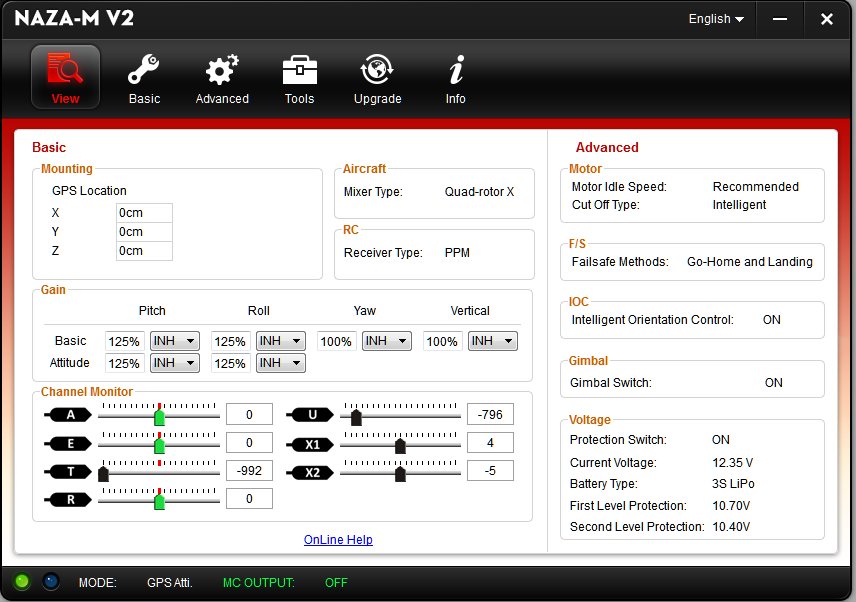 NAZA-M V2
English
View
Basic
Advanced
Tools
Upgrade
Info
Basic
Mounting
GPS Location
X 0cm
Y 0cm
Z 0cm
Aircraft
Mixer Type: Quad-rotor X
RC
Receiver Type: PPM
Gain
Pitch Roll Yaw Vertical
Basic 125% INH 125% INH 100% INH 100% INH
Attitude 125% INH 125% INH
Channel Monitor
A 0 U -796
E 0 X1 4
T -992 X2 -5
R 0
OnLine Help
Advanced
Motor
Motor Idle Speed: Recommended
Cut Off Type: Intelligent
F/S
Failsafe Methods: Go-Home and Landing
IOC
Intelligent Orientation Control: ON
Gimbal
Gimbal Switch: ON
Voltage
Protection Switch: ON
Current Voltage: 12.35 V
Battery Type: 3S LiPo
First Level Protection: 10.70V
Second Level Protection: 10.40V
MODE: GPS Atti. MC OUTPUT: OFF